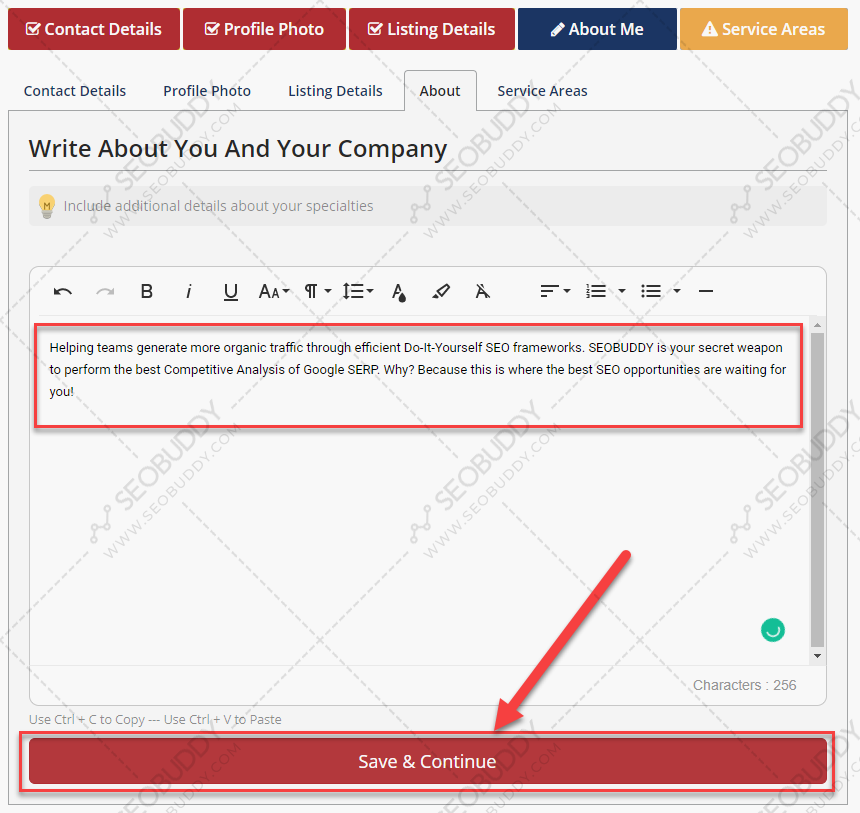 Contact Details Profile Photo Listing Details About Me Service Areas
Contact Details Profile Photo Listing Details About Service Areas
Write About You And Your Company
M Include additional details about your specialties
B i U AA ¶ A A
Helping teams generate more organic traffic through efficient Do-It-Yourself SEO frameworks. SEOBUDDY is your secret weapon
to perform the best Competitive Analysis of Google SERP. Why? Because this is where the best SEO opportunities are waiting for
you!
Characters : 256
Use Ctrl + C to Copy --- Use Ctrl + V to Paste
Save & Continue
SEOBUDDY
WWW.SEOBUDDY.COM